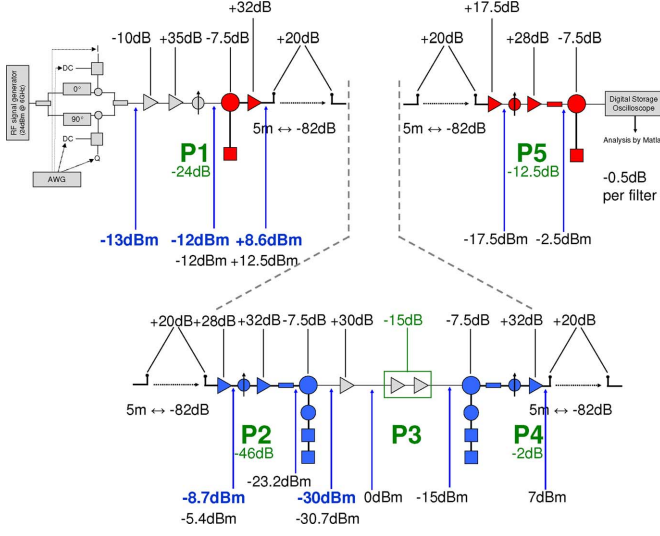 +32dB
-10dB +35dB -7.5dB
+20dB
I
DC
0°
90°
DC
Q
AWG
RF signal generator
(24dBm @ 6GHz)
5m ↔ -82dB
P1
-24dB
-13dBm
-12dBm
+8.6dBm
-12dBm
+12.5dBm
+17.5dB
+20dB
+28dB
-7.5dB
5m ↔ -82dB
P5
-12.5dB
Digital Storage
Oscilloscope
Analysis by Matla
-0.5dB
per filter
-17.5dBm
-2.5dBm
+20dB
+28dB
+32dB
-7.5dB
+30dB
-15dB
-7.5dB
+32dB
+20dB
5m ↔ -82dB
P2
-46dB
P3
P4
-2dB
5m ↔ -82dB
-23.2dBm
-8.7dBm
-30dBm
0dBm
-15dBm
7dBm
-5.4dBm
-30.7dBm